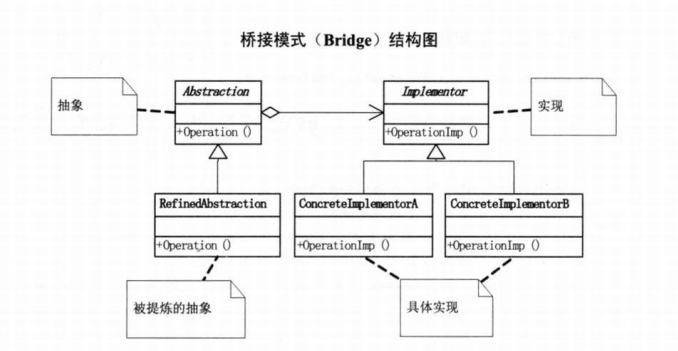 桥接模式（Bridge）结构图
抽象
Abstraction
+Operation ()
Implementor
+OperationImp ()
实现
RefinedAbstraction
+Operation ()
ConcreteImplementorA
+OperationImp ()
ConcreteImplementorB
+OperationImp ()
被提炼的抽象
具体实现